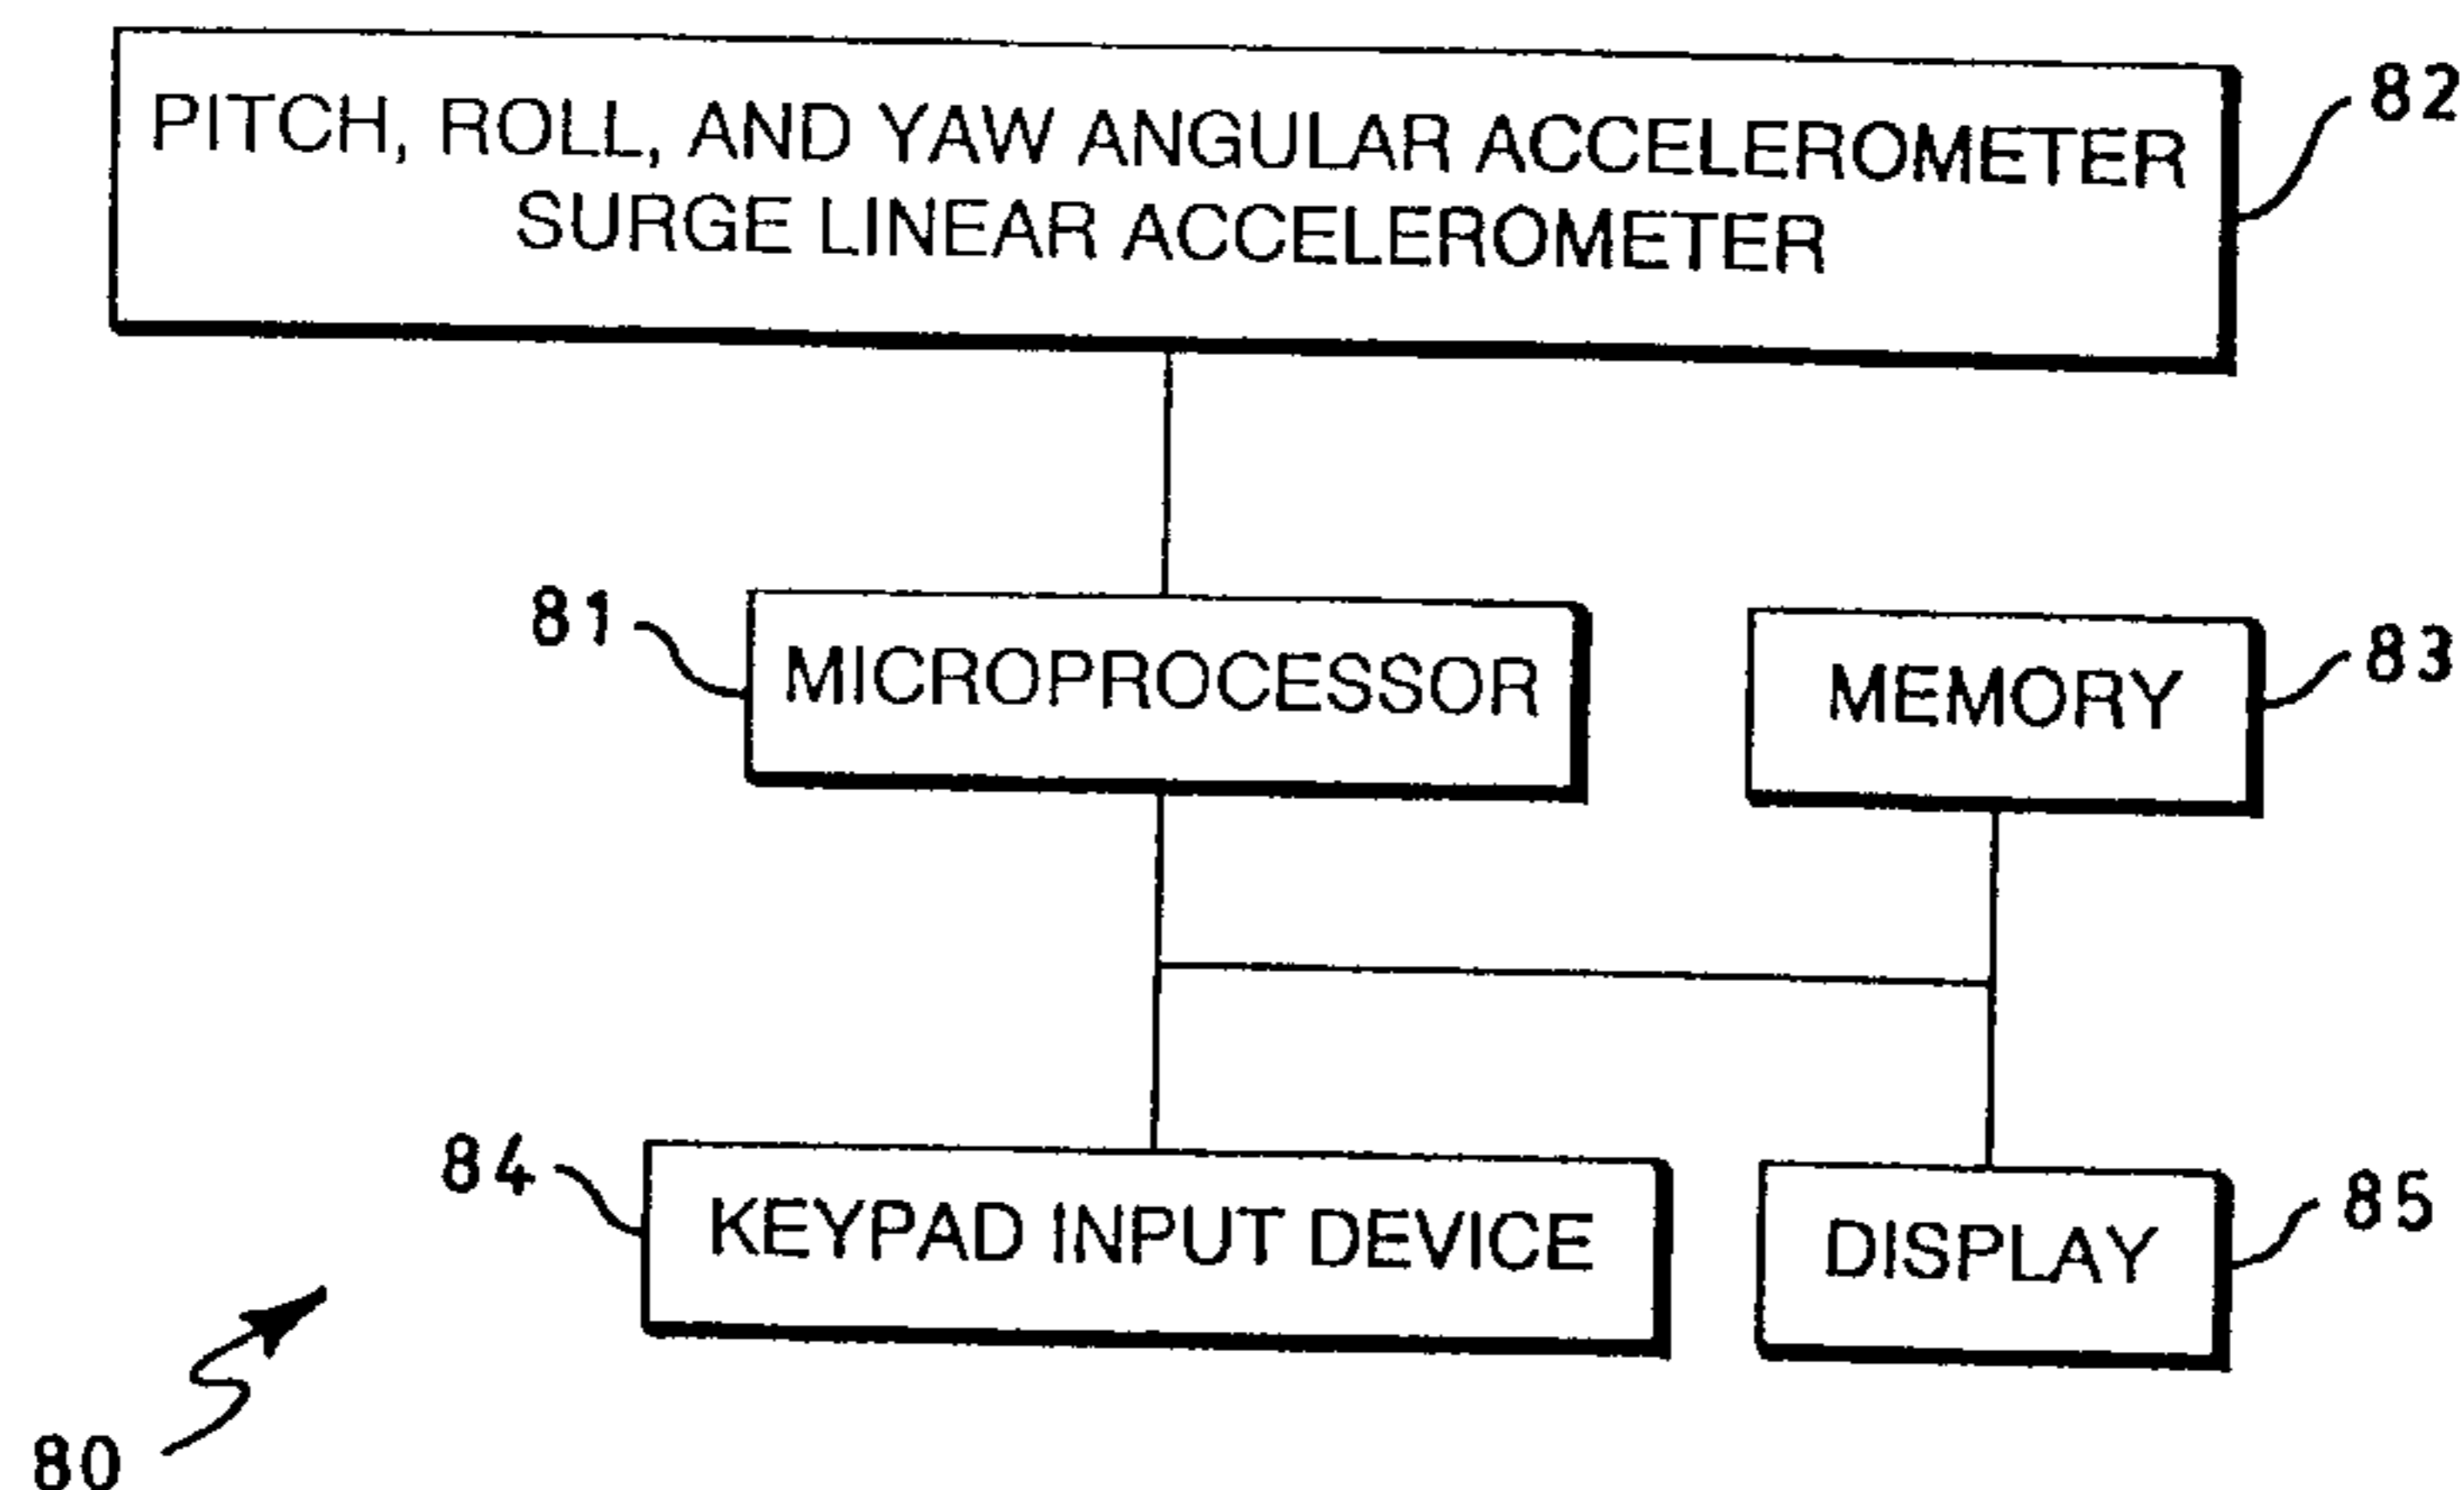 PITCH, ROLL, AND YAW ANGULAR ACCELEROMETER
SURGE LINEAR ACCELEROMETER
82
81
MICROPROCESSOR
MEMORY
83
84
KEYPAD INPUT DEVICE
DISPLAY
85
80